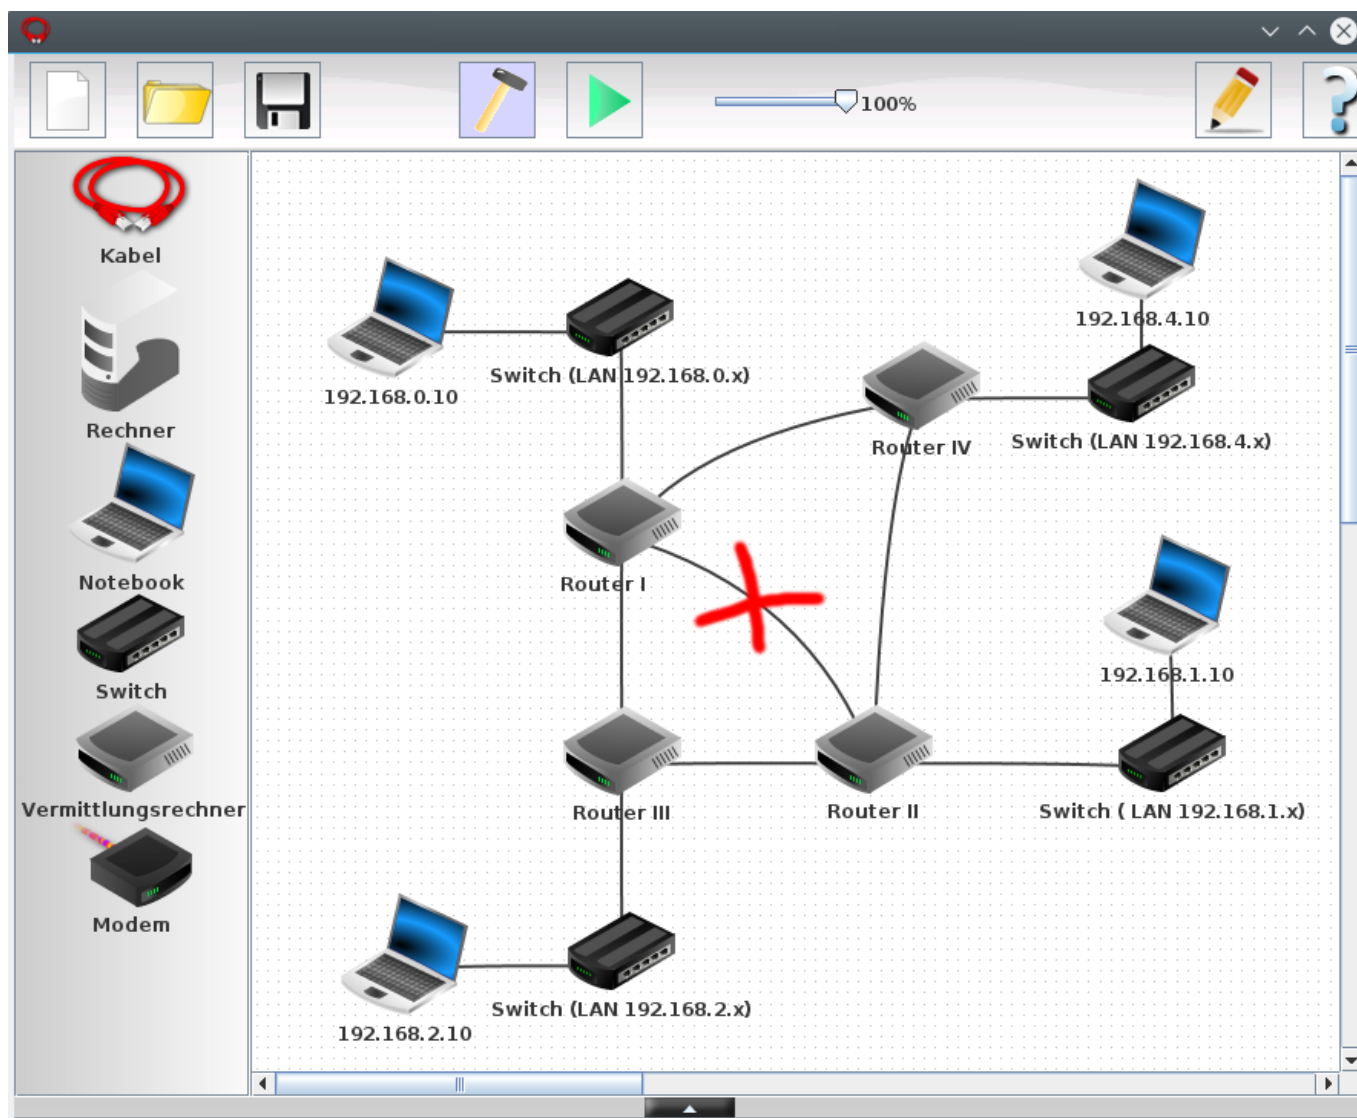 100%
Kabel
Rechner
Notebook
Switch
Vermittlungsrechner
Modem
192.168.4.10
192.168.0.10
Switch (LAN 192.168.0.x)
Router IV
Switch (LAN 192.168.4.x)
Router I
192.168.1.10
Router III
Router II
Switch ( LAN 192.168.1.x)
192.168.2.10
Switch (LAN 192.168.2.x)